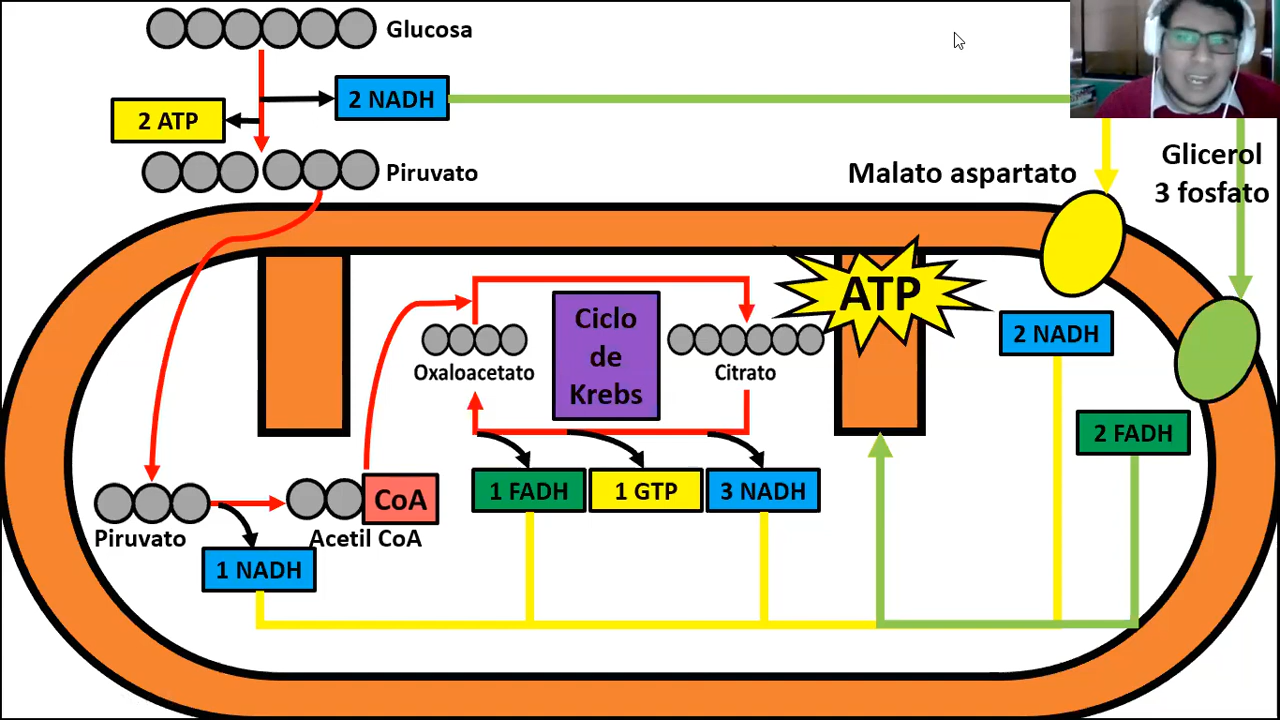 Glucosa
2 NADH
2 ATP
Piruvato
Malato aspartato
Glicerol
3 fosfato
ATP
Ciclo
de
Krebs
Oxaloacetato
Citrato
2 NADH
2 FADH
1 FADH
1 GTP
3 NADH
CoA
Piruvato
Acetil CoA
1 NADH